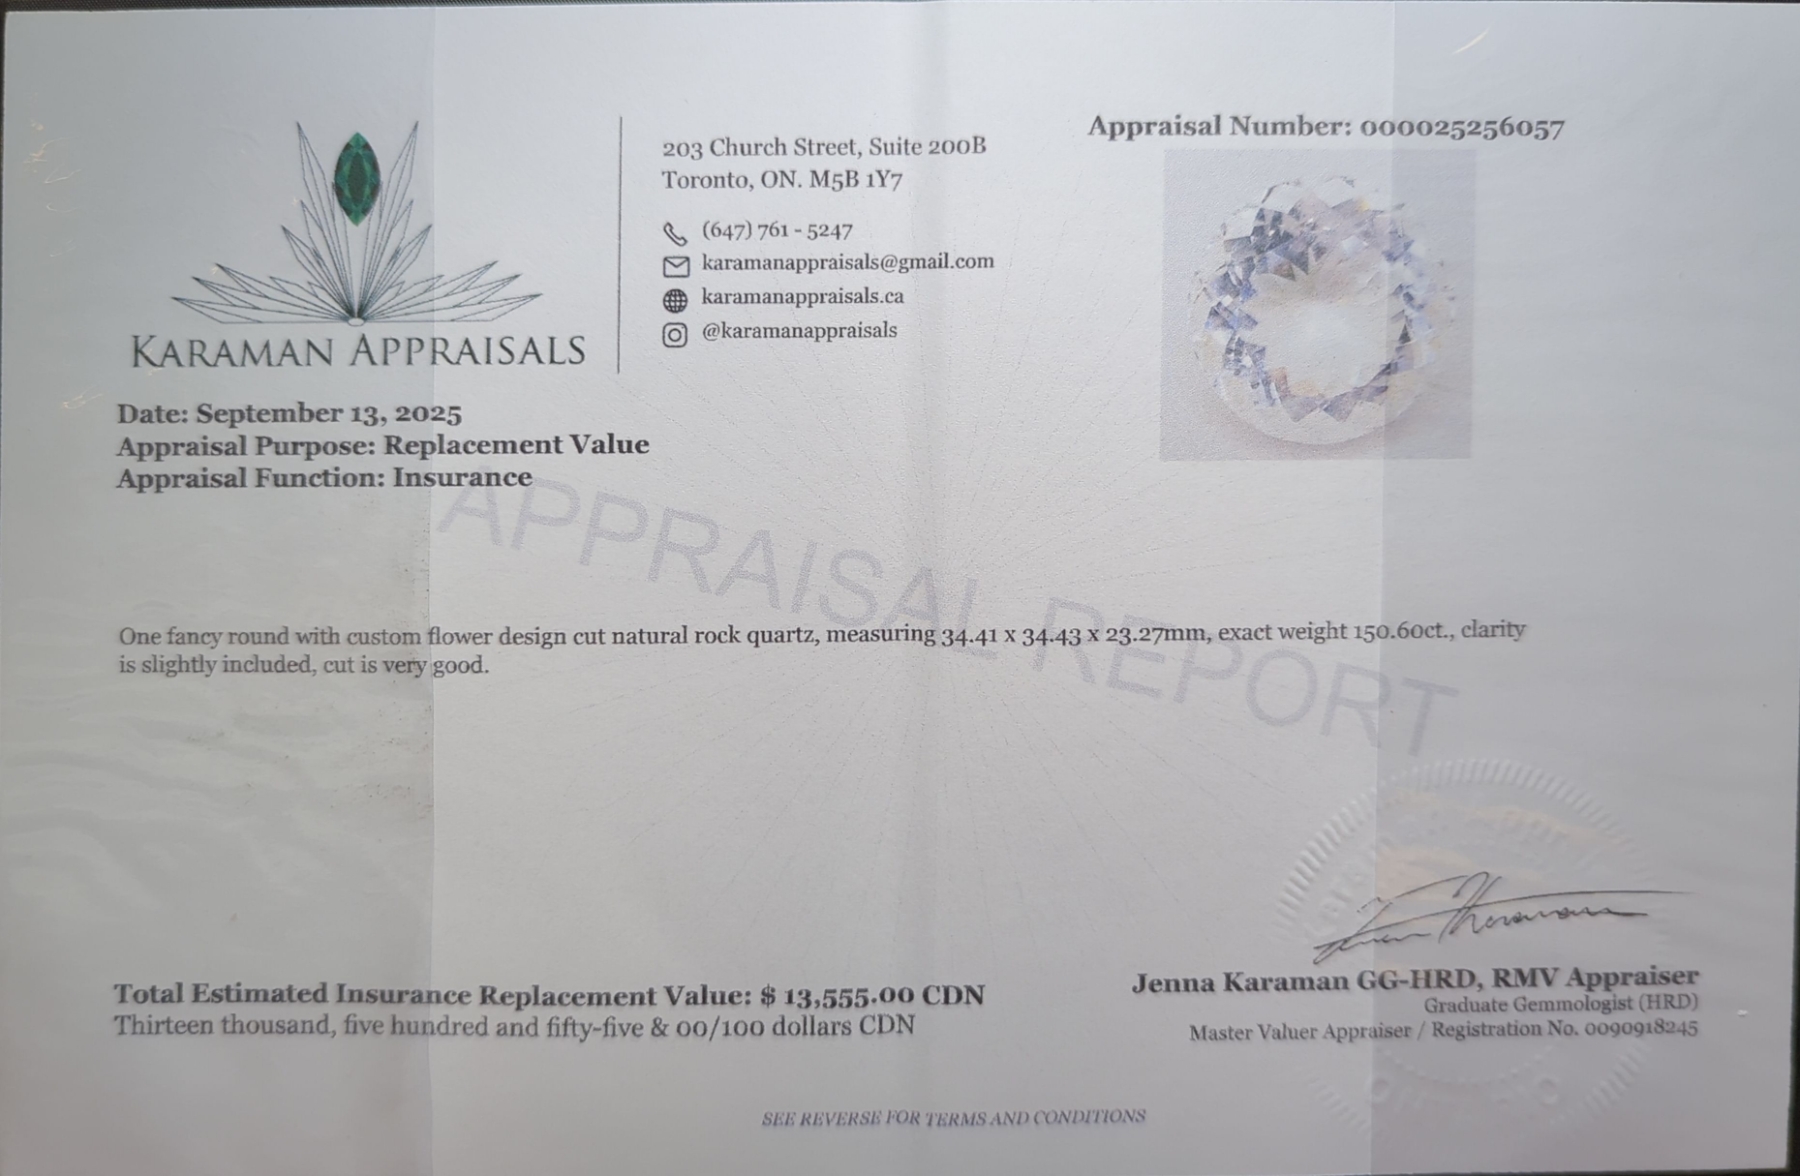 KARAMAN APPRAISALS
203 Church Street, Suite 200B
Toronto, ON. M5B 1Y7
(647) 761 - 5247
karamanappraisals@gmail.com
karamanappraisals.ca
@karamanappraisals
Appraisal Number: 000025256057
Date: September 13, 2025
Appraisal Purpose: Replacement Value
Appraisal Function: Insurance
APPRAISAL REPORT
One fancy round with custom flower design cut natural rock quartz, measuring 34.41 x 34.43 x 23.27mm, exact weight 150.60ct., clarity
is slightly included, cut is very good.
Total Estimated Insurance Replacement Value: $ 13,555.00 CDN
Thirteen thousand, five hundred and fifty-five & 00/100 dollars CDN
Jenna Karaman GG-HRD, RMV Appraiser
Graduate Gemmologist (HRD)
Master Valuer Appraiser / Registration No. 0090918245
SEE REVERSE FOR TERMS AND CONDITIONS